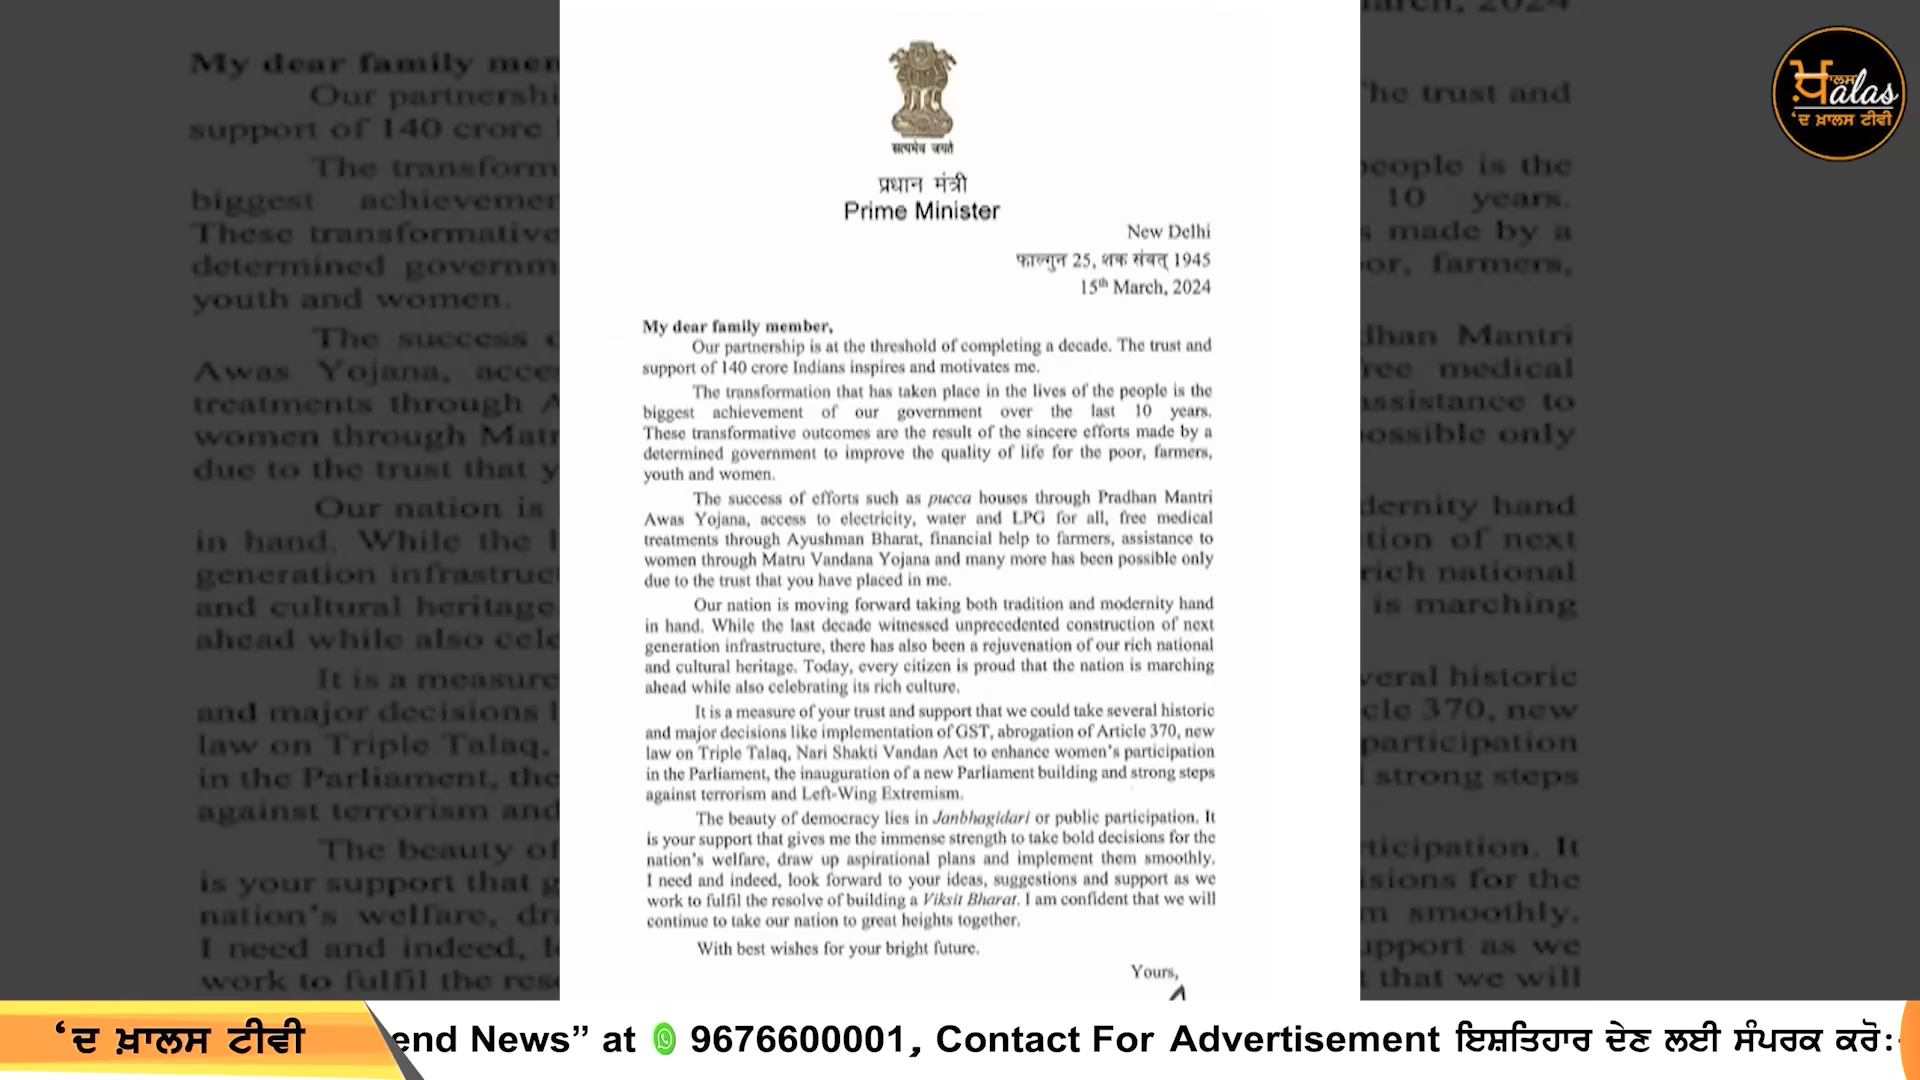 सत्यमेव जयते
प्रधान मंत्री
Prime Minister
New Delhi
फाल्गुन 25, शक संवत् 1945
15th March, 2024
My dear family member,
Our partnership is at the threshold of completing a decade. The trust and
support of 140 crore Indians inspires and motivates me.
The transformation that has taken place in the lives of the people is the
biggest achievement of our government over the last 10 years.
These transformative outcomes are the result of the sincere efforts made by a
determined government to improve the quality of life for the poor, farmers,
youth and women.
The success of efforts such as pucca houses through Pradhan Mantri
Awas Yojana, access to electricity, water and LPG for all, free medical
treatments through Ayushman Bharat, financial help to farmers, assistance to
women through Matru Vandana Yojana and many more has been possible only
due to the trust that you have placed in me.
Our nation is moving forward taking both tradition and modernity hand
in hand. While the last decade witnessed unprecedented construction of next
generation infrastructure, there has also been a rejuvenation of our rich national
and cultural heritage. Today, every citizen is proud that the nation is marching
ahead while also celebrating its rich culture.
It is a measure of your trust and support that we could take several historic
and major decisions like implementation of GST, abrogation of Article 370, new
law on Triple Talaq, Nari Shakti Vandan Act to enhance women's participation
in the Parliament, the inauguration of a new Parliament building and strong steps
against terrorism and Left-Wing Extremism.
The beauty of democracy lies in Janbhagidari or public participation. It
is your support that gives me the immense strength to take bold decisions for the
nation's welfare, draw up aspirational plans and implement them smoothly.
I need and indeed, look forward to your ideas, suggestions and support as we
work to fulfil the resolve of building a Viksit Bharat. I am confident that we will
continue to take our nation to great heights together.
With best wishes for your bright future.
Yours,
ਖ਼ਾਲਸ alas
'ਦ ਖ਼ਾਲਸ ਟੀਵੀ
‘ਦ ਖ਼ਾਲਸ ਟੀਵੀ
end News” at 9676600001, Contact For Advertisement ਇਸ਼ਤਿਹਾਰ ਦੇਣ ਲਈ ਸੰਪਰਕ ਕਰੋ:-